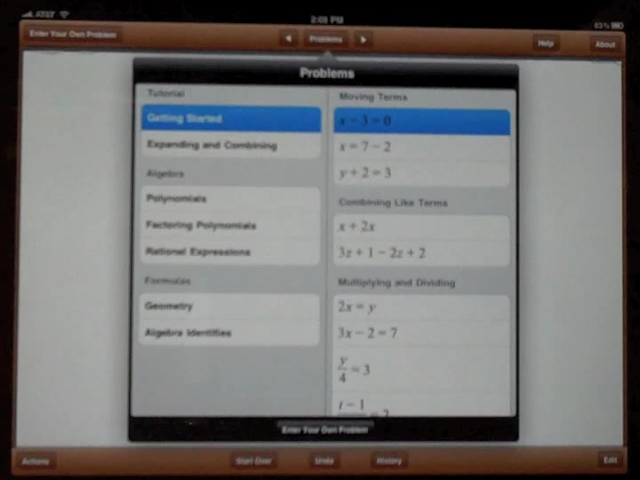 AT&T 2:09 PM 93%
Enter Your Own Problem Problems Help About
Problems
Tutorial
Getting Started
Expanding and Combining
Algebra
Polynomials
Factoring Polynomials
Rational Expressions
Formulas
Geometry
Algebra Identities
Moving Terms
x − 3 = 0
x = 7 − 2
y + 2 = 3
Combining Like Terms
x + 2x
3z + 1 − 2z + 2
Multiplying and Dividing
2x = y
3x − 2 = 7
y/4 = 3
t − 1
Enter Your Own Problem
Actions Start Over Undo History Edit